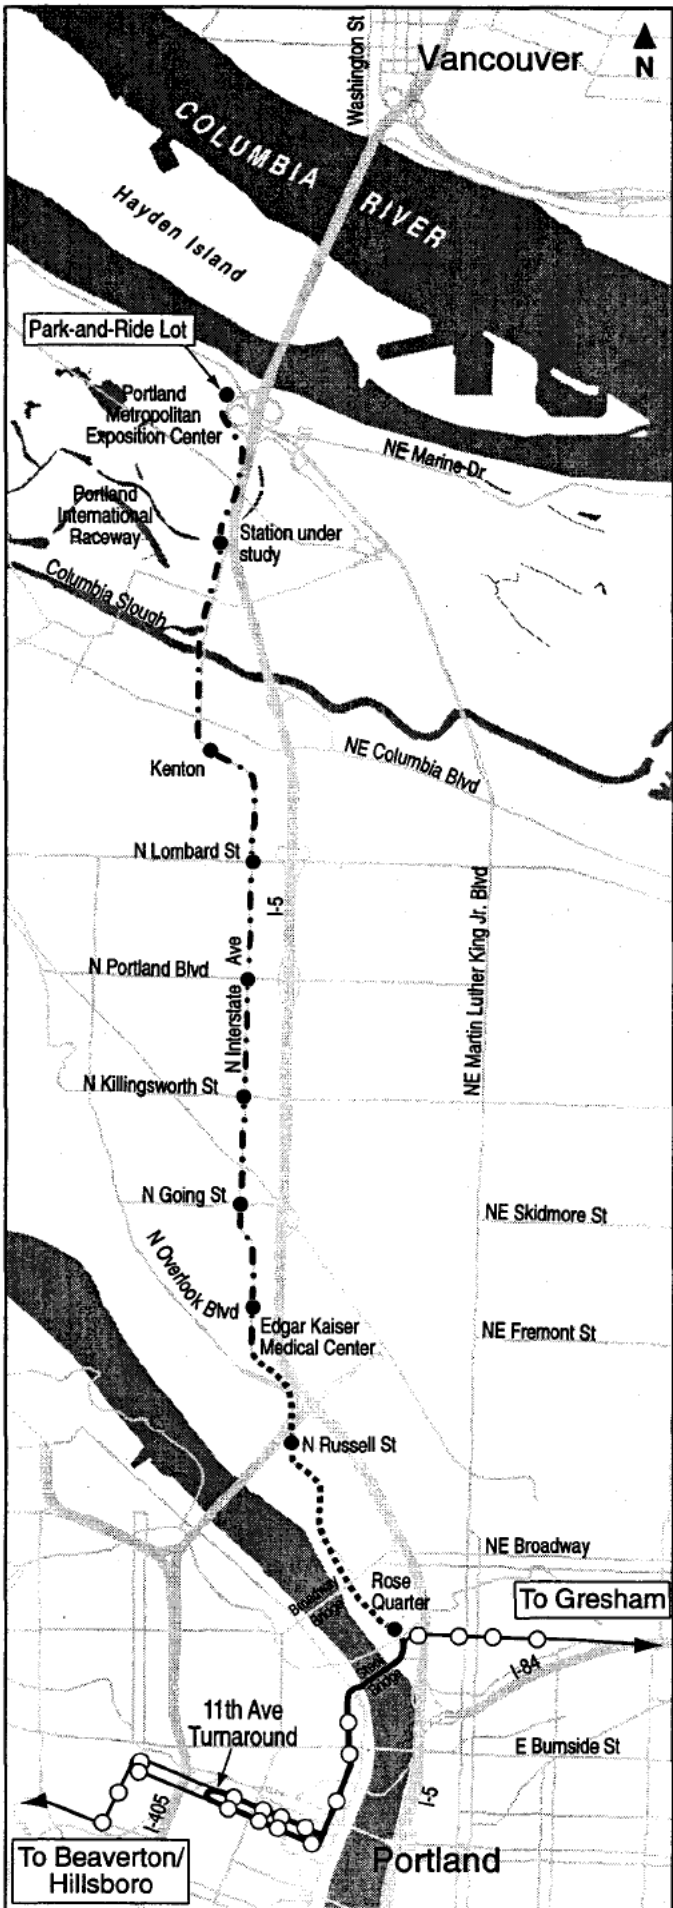 Washington St
Vancouver
N
COLUMBIA
RIVER
Hayden Island
Park-and-Ride Lot
Portland
Metropolitan
Exposition Center
NE Marine Dr
Portland
International
Raceway
Station under
study
Columbia Slough
Kenton
NE Columbia Blvd
N Lombard St
I-5
NE Martin Luther King Jr. Blvd
N Interstate Ave
N Portland Blvd
N Killingsworth St
N Going St
NE Skidmore St
N Overlook Blvd
Edgar Kaiser
Medical Center
NE Fremont St
N Russell St
NE Broadway
Broadway
Bridge
Rose
Quarter
To Gresham
Steel
Bridge
I-84
11th Ave
Turnaround
E Burnside St
I-405
I-5
To Beaverton/
Hillsboro
Portland